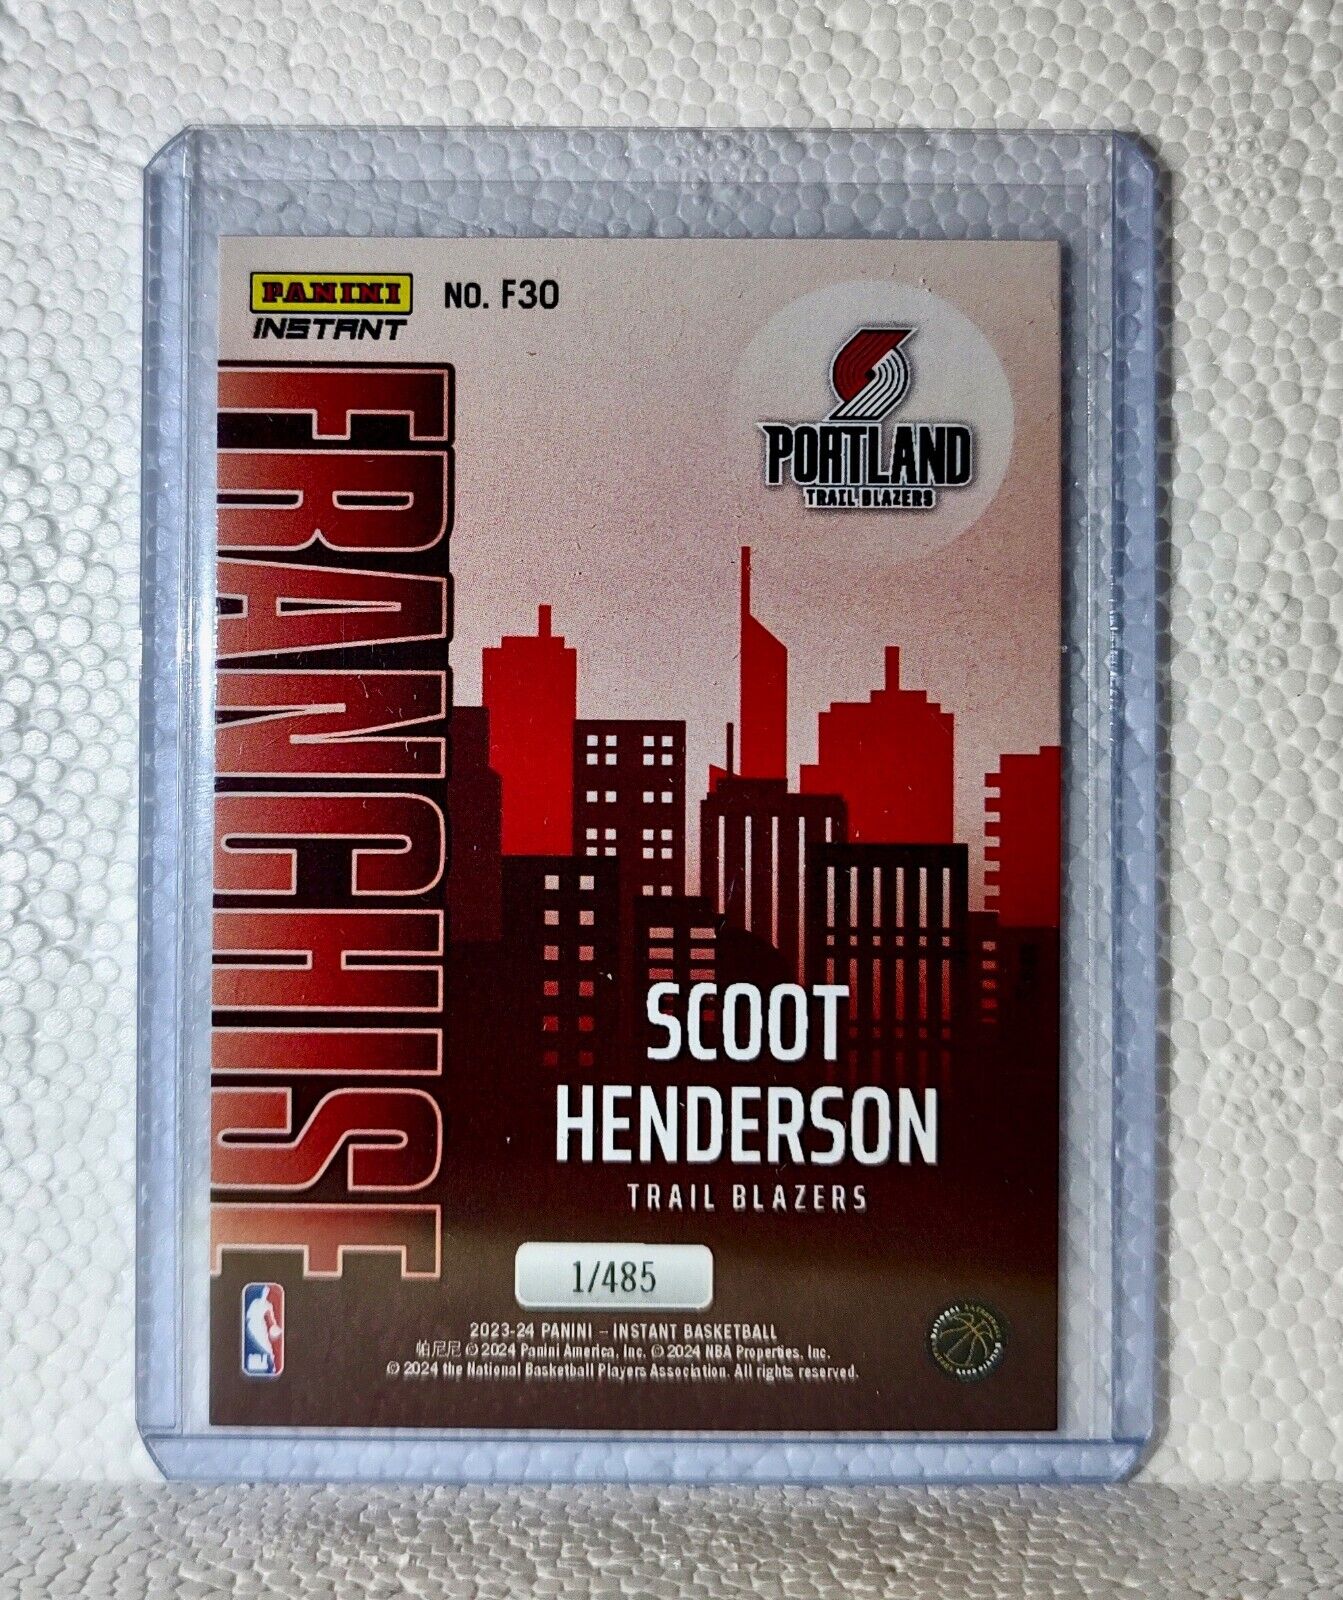 PANINI
INSTANT
NO. F30
FRANCHISE
PORTLAND
TRAIL BLAZERS
SCOOT
HENDERSON
TRAIL BLAZERS
1/485
2023-24 PANINI – INSTANT BASKETBALL
帕尼尼 © 2024 Panini America, Inc. © 2024 NBA Properties, Inc.
© 2024 the National Basketball Players Association. All rights reserved.
NBA